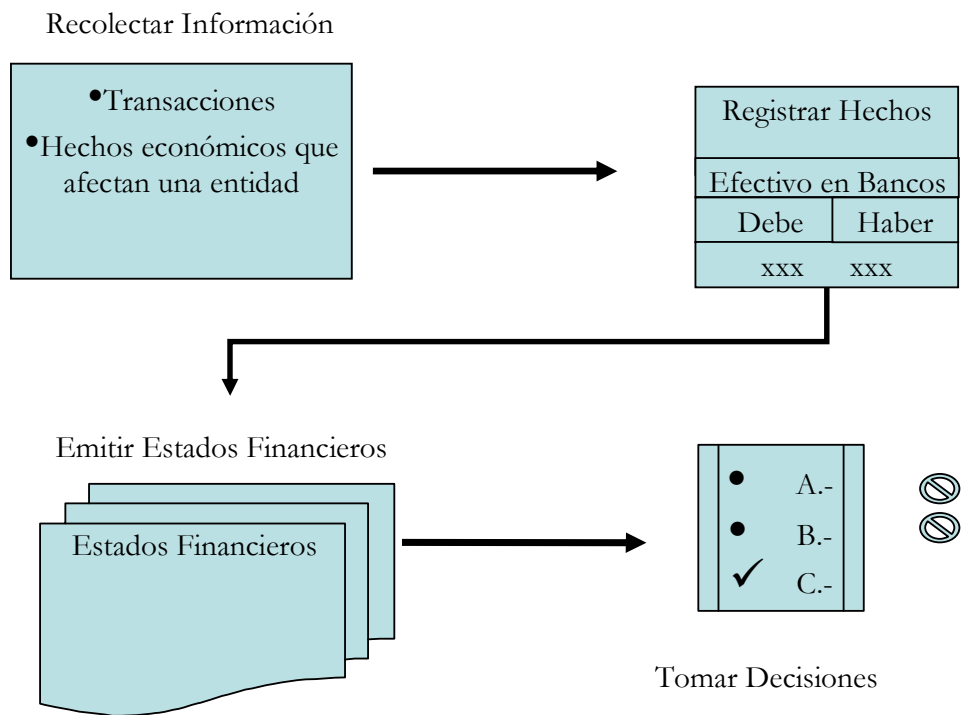 Recolectar Información
•Transacciones
•Hechos económicos que
afectan una entidad
Registrar Hechos
Efectivo en Bancos
Debe Haber
xxx xxx
Emitir Estados Financieros
Estados Financieros
• A.-
• B.-
✓ C.-
Tomar Decisiones